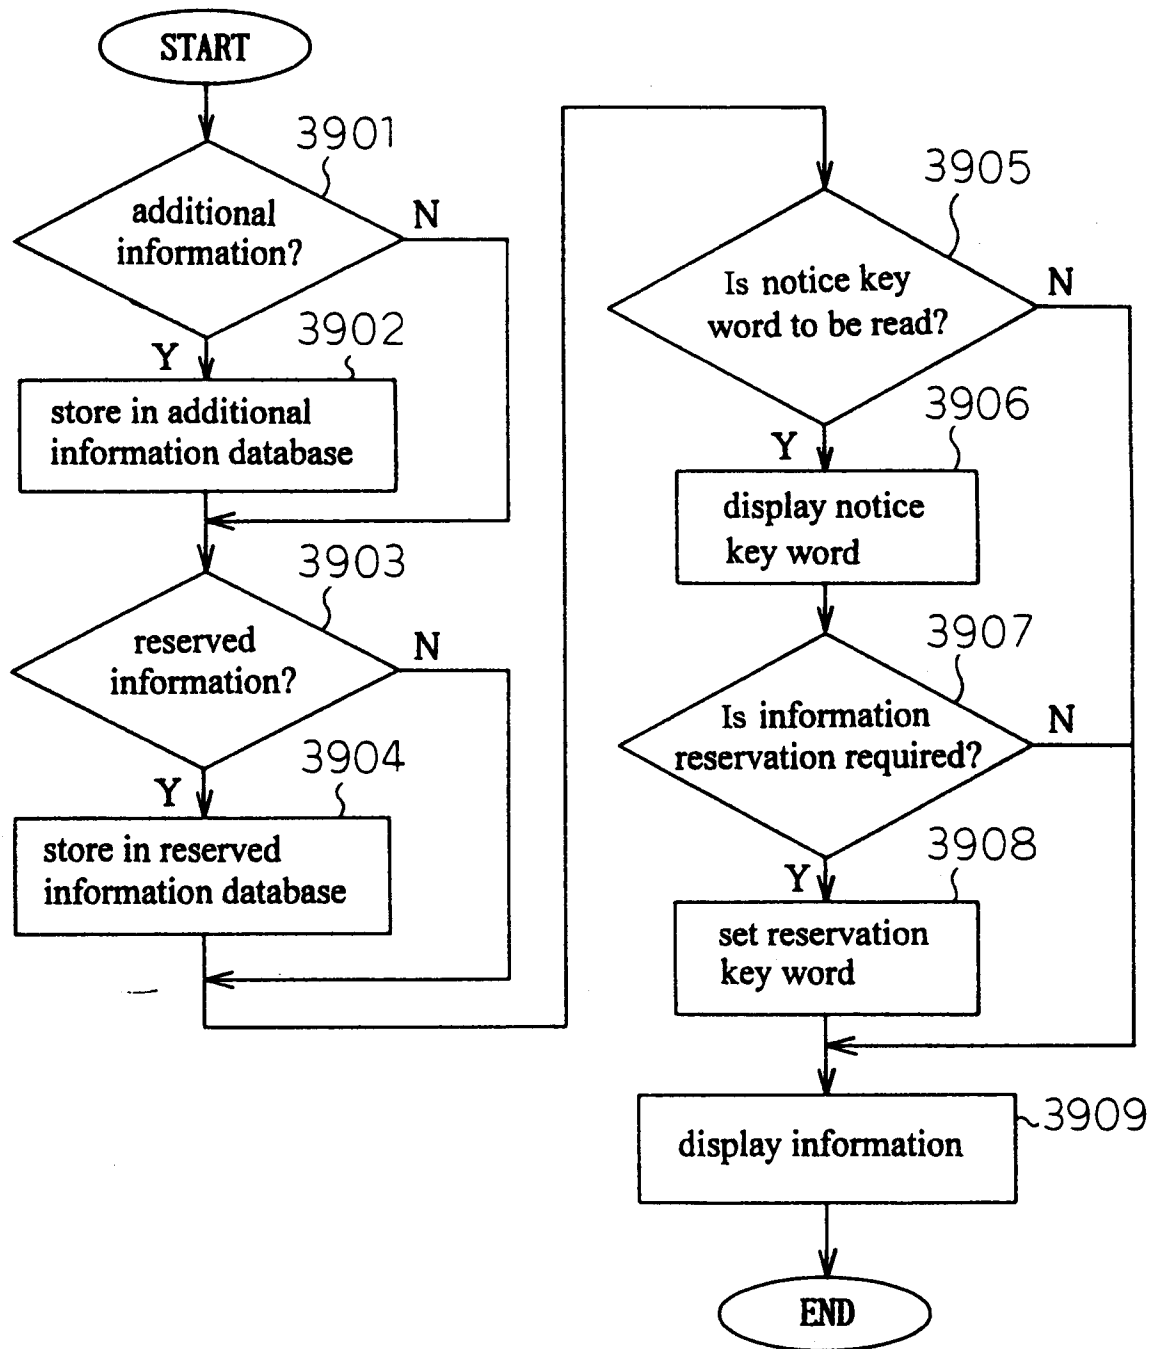 START
3901
additional
information?
N
Y
3902
store in additional
information database
3903
reserved
information?
N
Y
3904
store in reserved
information database
3905
Is notice key
word to be read?
N
Y
3906
display notice
key word
3907
Is information
reservation required?
N
Y
3908
set reservation
key word
3909
display information
END